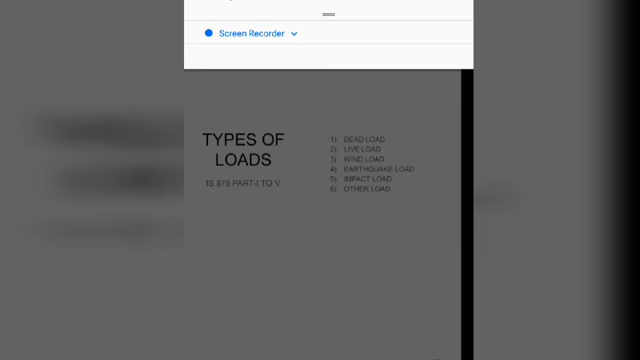 Screen Recorder
TYPES OF
LOADS
IS 875 PART-I TO V
1) DEAD LOAD
2) LIVE LOAD
3) WIND LOAD
4) EARTHQUAKE LOAD
5) IMPACT LOAD
6) OTHER LOAD